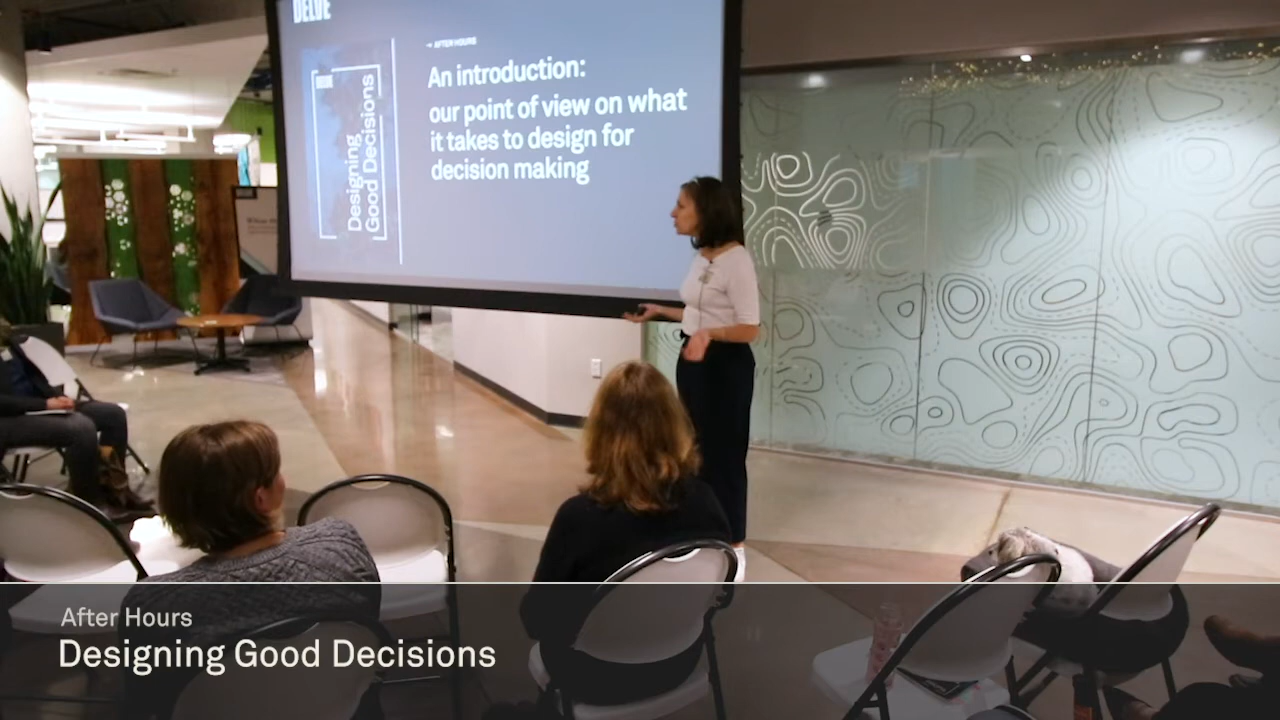 DELVE
AFTER HOURS
An introduction:
our point of view on what
it takes to design for
decision making
DELVE
Designing
Good Decisions
After Hours
Designing Good Decisions